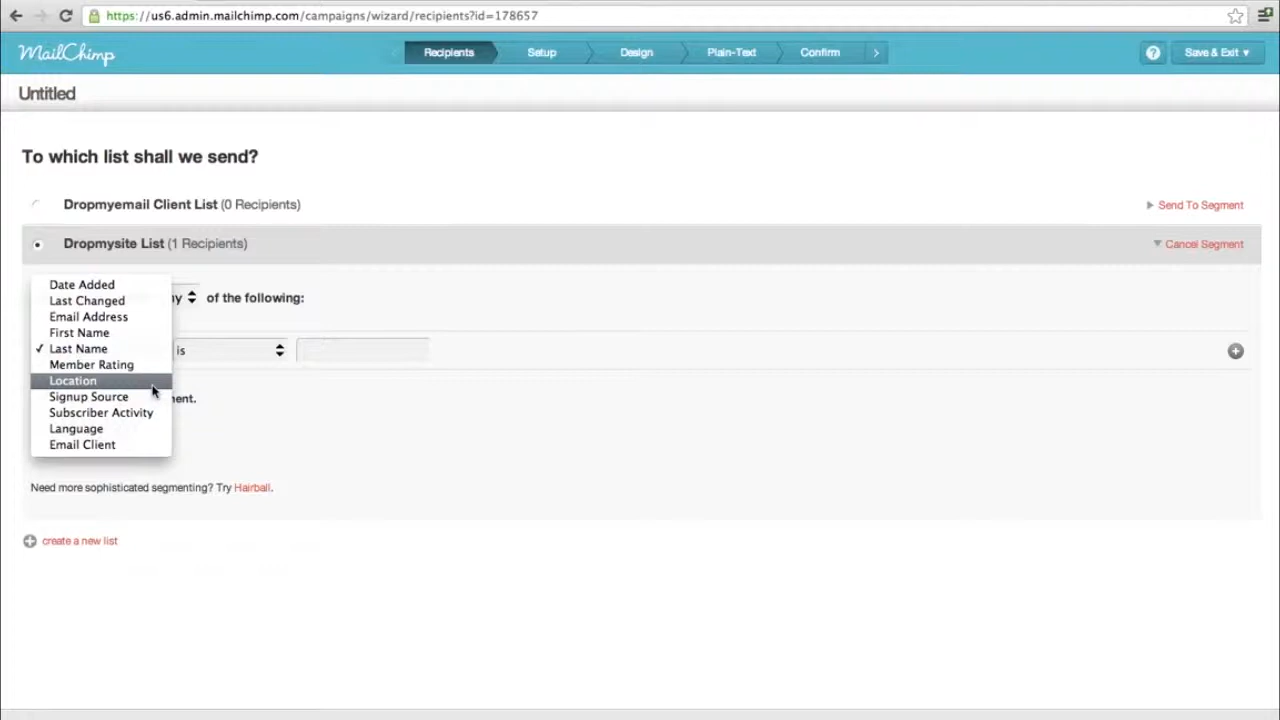 https://us6.admin.mailchimp.com/campaigns/wizard/recipients?id=178657
MailChimp
Recipients
Setup
Design
Plain-Text
Confirm
?
Save & Exit
Untitled
To which list shall we send?
Dropmyemail Client List (0 Recipients)
Send To Segment
Dropmysite List (1 Recipients)
Cancel Segment
of the following:
Date Added
Last Changed
Email Address
First Name
✓ Last Name
is
Member Rating
Location
Signup Source
Subscriber Activity
Language
Email Client
Need more sophisticated segmenting? Try Hairball.
create a new list